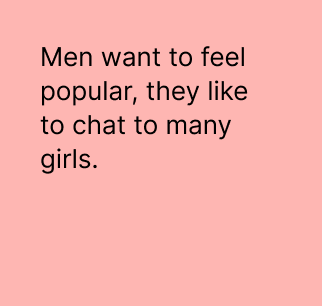 Men want to feel
popular, they like
to chat to many
girls.